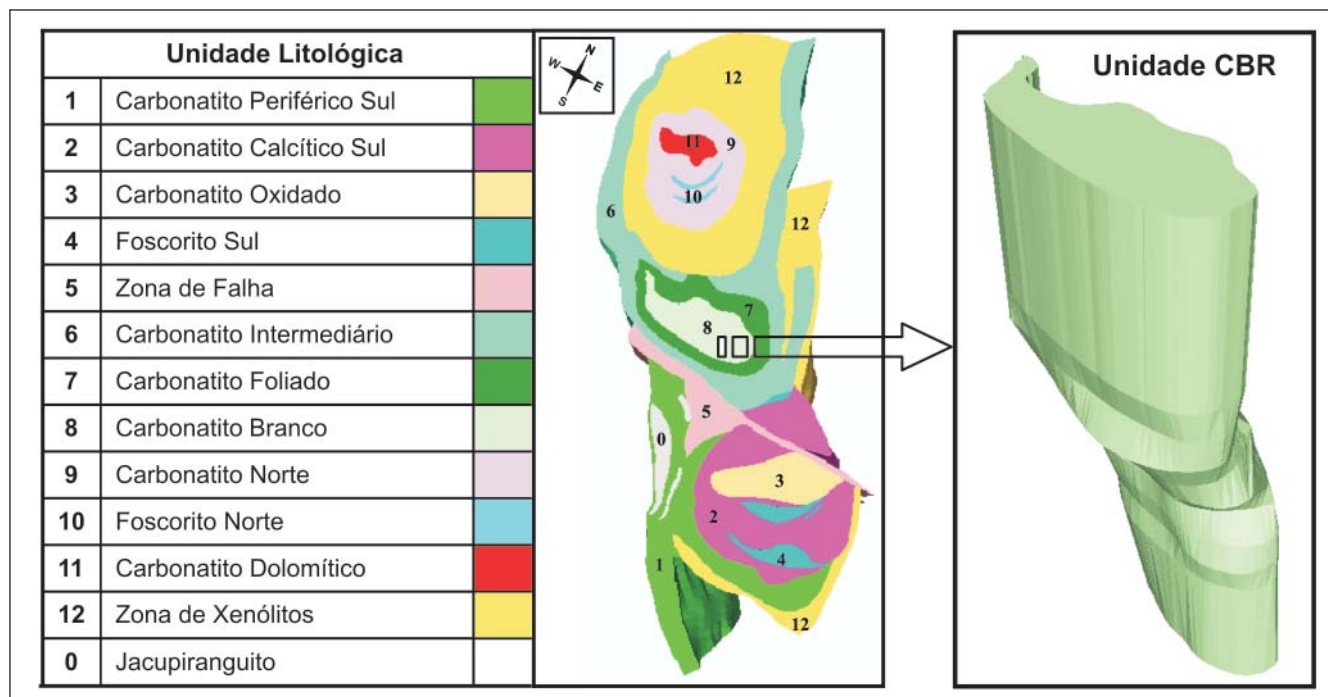 Unidade Litológica
1 Carbonatito Periférico Sul
2 Carbonatito Calcítico Sul
3 Carbonatito Oxidado
4 Foscorito Sul
5 Zona de Falha
6 Carbonatito Intermediário
7 Carbonatito Foliado
8 Carbonatito Branco
9 Carbonatito Norte
10 Foscorito Norte
11 Carbonatito Dolomítico
12 Zona de Xenólitos
0 Jacupiranguito
N
W
E
S
12
11
9
10
6
12
7
8
5
0
3
2
4
1
12
Unidade CBR